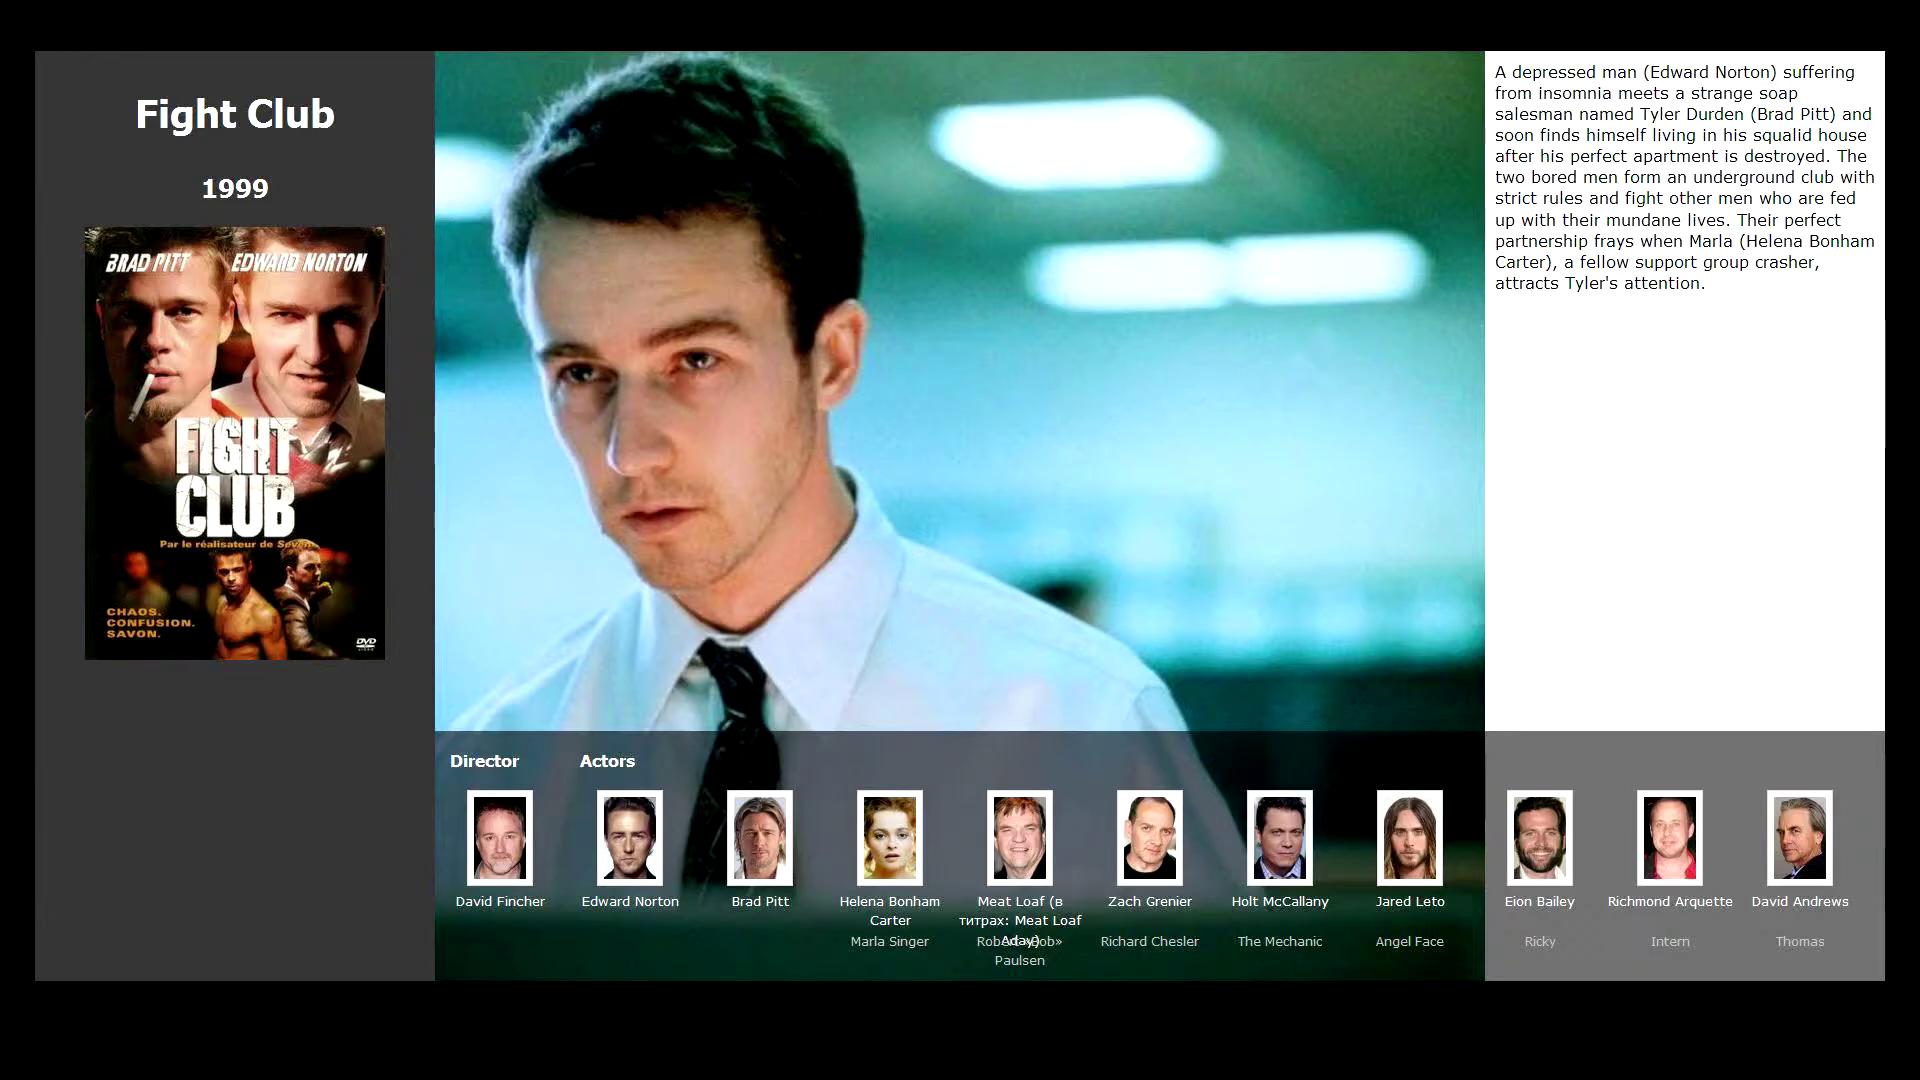 Fight Club
1999
BRAD PITT EDWARD NORTON
FIGHT
CLUB
Par le réalisateur de Seven
CHAOS.
CONFUSION.
SAVON.
DVD
A depressed man (Edward Norton) suffering
from insomnia meets a strange soap
salesman named Tyler Durden (Brad Pitt) and
soon finds himself living in his squalid house
after his perfect apartment is destroyed. The
two bored men form an underground club with
strict rules and fight other men who are fed
up with their mundane lives. Their perfect
partnership frays when Marla (Helena Bonham
Carter), a fellow support group crasher,
attracts Tyler's attention.
Director
Actors
David Fincher
Edward Norton
Brad Pitt
Helena Bonham
Carter
Marla Singer
Meat Loaf (в
титрах: Meat Loaf
Aday)
Robert «Bob»
Paulsen
Zach Grenier
Richard Chesler
Holt McCallany
The Mechanic
Jared Leto
Angel Face
Eion Bailey
Ricky
Richmond Arquette
Intern
David Andrews
Thomas